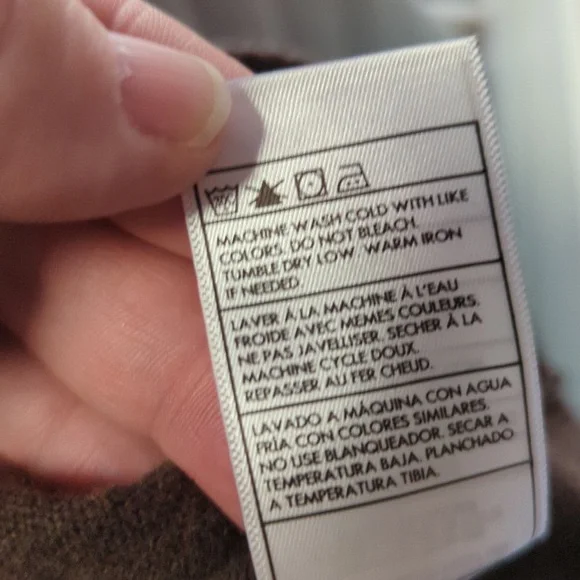 MACHINE WASH COLD WITH LIKE
COLORS. DO NOT BLEACH.
TUMBLE DRY LOW. WARM IRON
IF NEEDED.
LAVER À LA MACHINE À L'EAU
FROIDE AVEC MEMES COULEURS.
NE PAS JAVELLISER. SECHER À LA
MACHINE CYCLE DOUX.
REPASSER AU FER CHEUD.
LAVADO A MÀQUINA CON AGUA
FRÌA CON COLORES SIMILARES.
NO USE BLANQUEADOR. SECAR A
TEMPERATURA BAJA. PLANCHADO
A TEMPERATURA TIBIA.